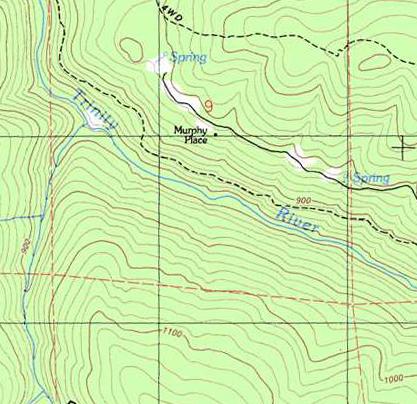 4WD
Spring
Trinity
9
Murphy
Place
Spring
900
River
900
1100
1000